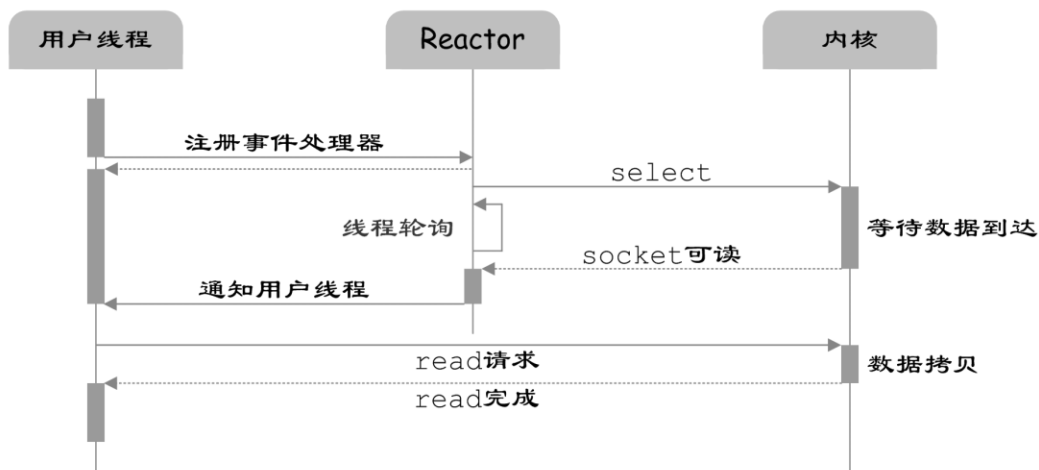 用户线程
Reactor
内核
注册事件处理器
select
线程轮询
等待数据到达
socket可读
通知用户线程
read请求
数据拷贝
read完成